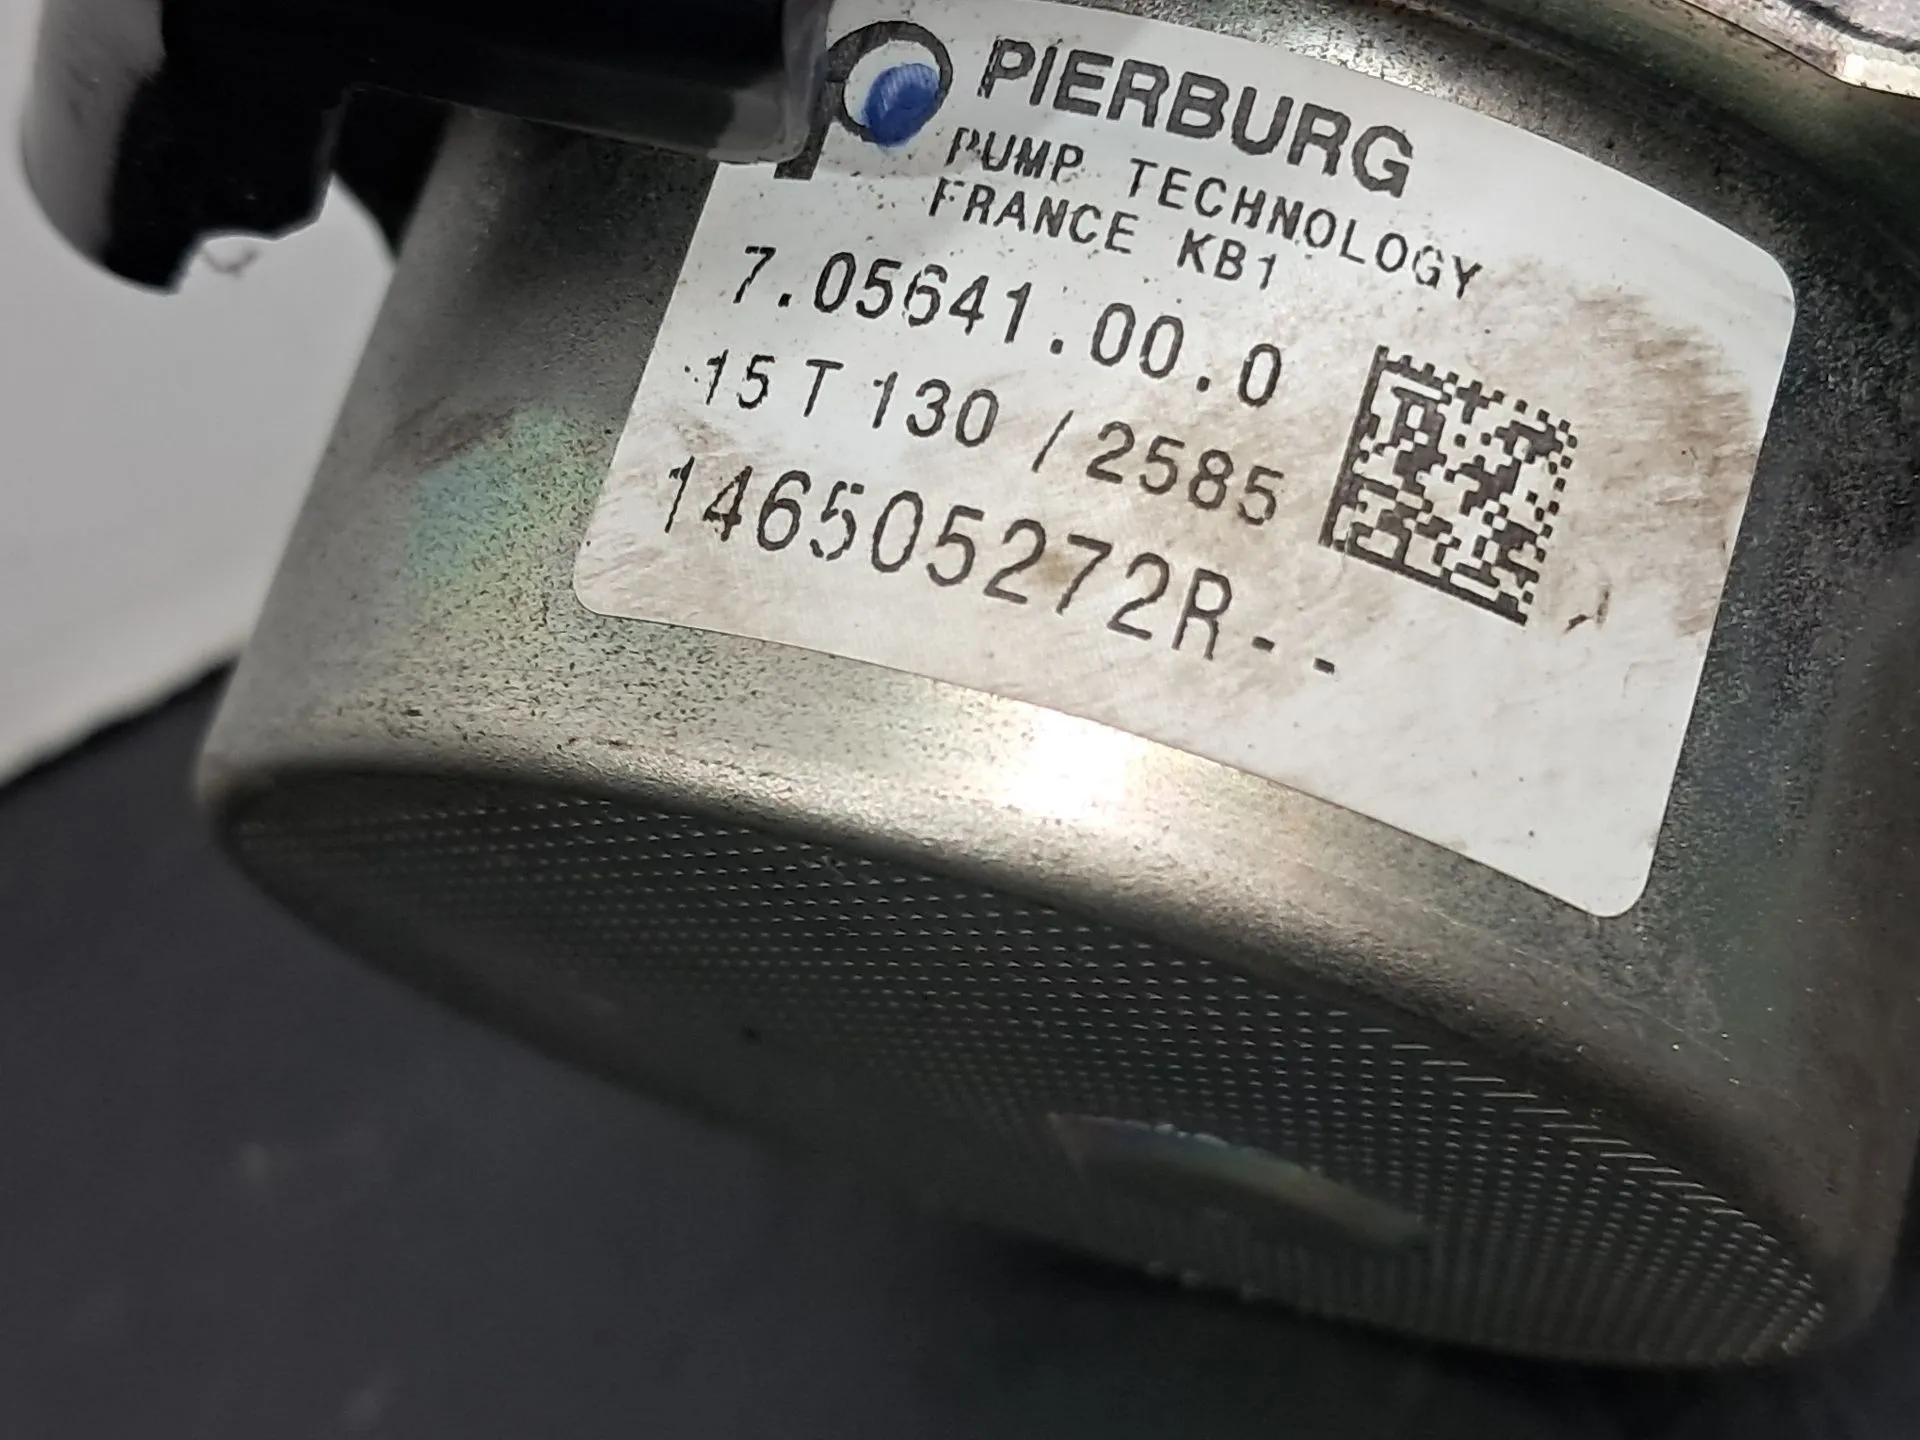 PIERBURG
PUMP TECHNOLOGY
FRANCE KB1
7.05641.00.0
15 T 130 / 2585
146505272R--